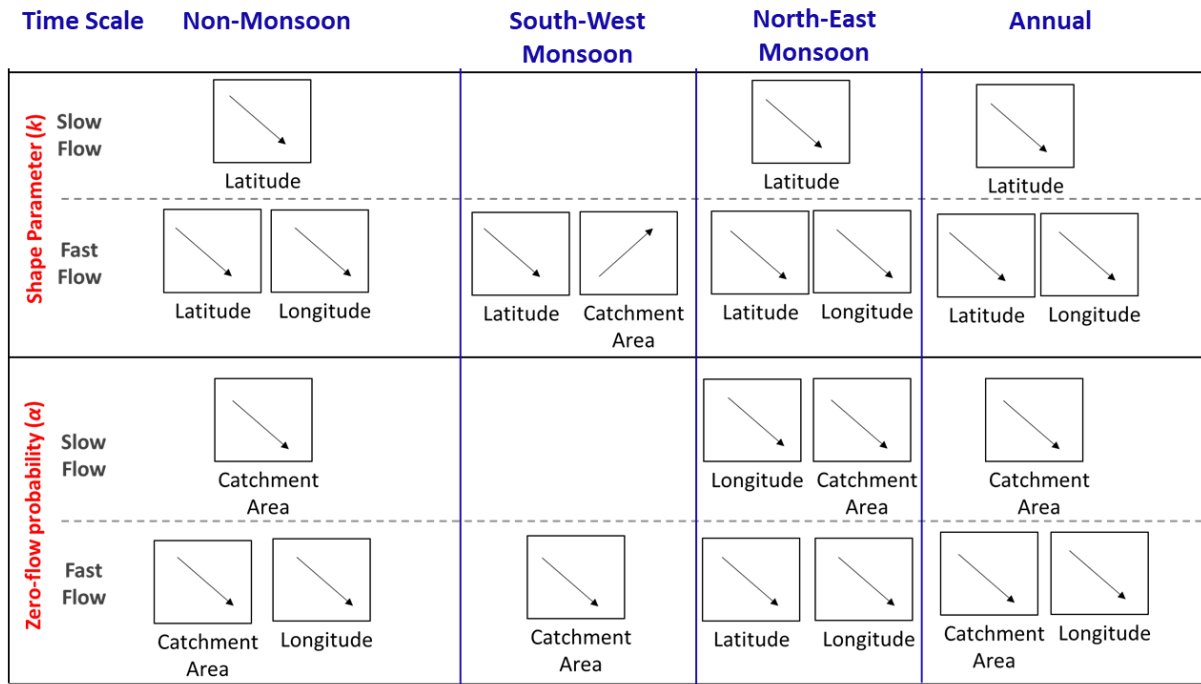 Time Scale
Non-Monsoon
South-West
Monsoon
North-East
Monsoon
Annual
Shape Parameter (k)
Slow
Flow
Latitude
Latitude
Latitude
Fast
Flow
Latitude
Longitude
Latitude
Catchment
Area
Latitude
Longitude
Latitude
Longitude
Zero-flow probability (α)
Slow
Flow
Catchment
Area
Longitude
Catchment
Area
Catchment
Area
Fast
Flow
Catchment
Area
Longitude
Catchment
Area
Latitude
Longitude
Catchment
Area
Longitude